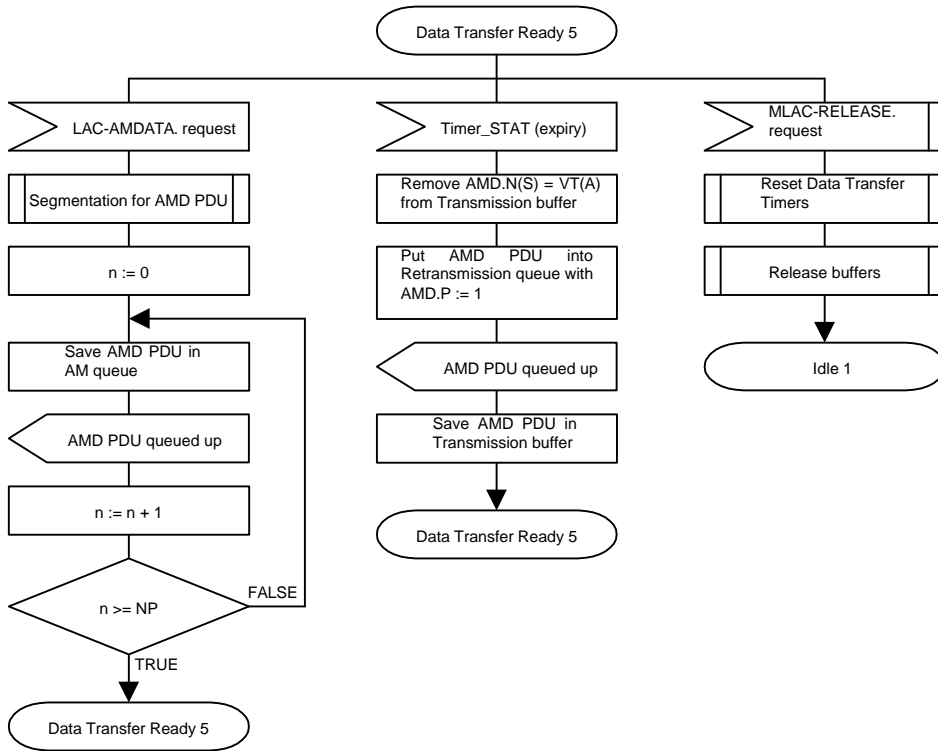 Data Transfer Ready 5
LAC-AMDATA. request
Segmentation for AMD PDU
n := 0
Save AMD PDU in
AM queue
AMD PDU queued up
n := n + 1
n >= NP
FALSE
TRUE
Data Transfer Ready 5
Timer_STAT (expiry)
Remove AMD.N(S) = VT(A)
from Transmission buffer
Put AMD PDU into
Retransmission queue with
AMD.P := 1
AMD PDU queued up
Save AMD PDU in
Transmission buffer
Data Transfer Ready 5
MLAC-RELEASE.
request
Reset Data Transfer
Timers
Release buffers
Idle 1